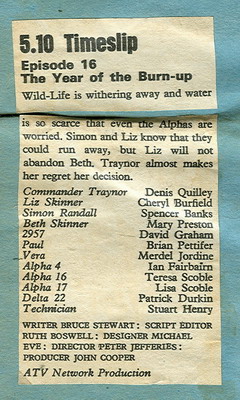 5.10 Timeslip
Episode 16
The Year of the Burn-up
Wild-Life is withering away and water
is so scarce that even the Alphas are
worried. Simon and Liz know that they
could run away, but Liz will not
abandon Beth. Traynor almost makes
her regret her decision.
Commander Traynor Denis Quilley
Liz Skinner Cheryl Burfield
Simon Randall Spencer Banks
Beth Skinner Mary Preston
2957 David Graham
Paul Brian Pettifer
Vera Merdel Jordine
Alpha 4 Ian Fairbairn
Alpha 16 Teresa Scoble
Alpha 17 Lisa Scoble
Delta 22 Patrick Durkin
Technician Stuart Henry
WRITER BRUCE STEWART: SCRIPT EDITOR
RUTH BOSWELL: DESIGNER MICHAEL
EVE: DIRECTOR PETER JEFFERIES:
PRODUCER JOHN COOPER
ATV Network Production